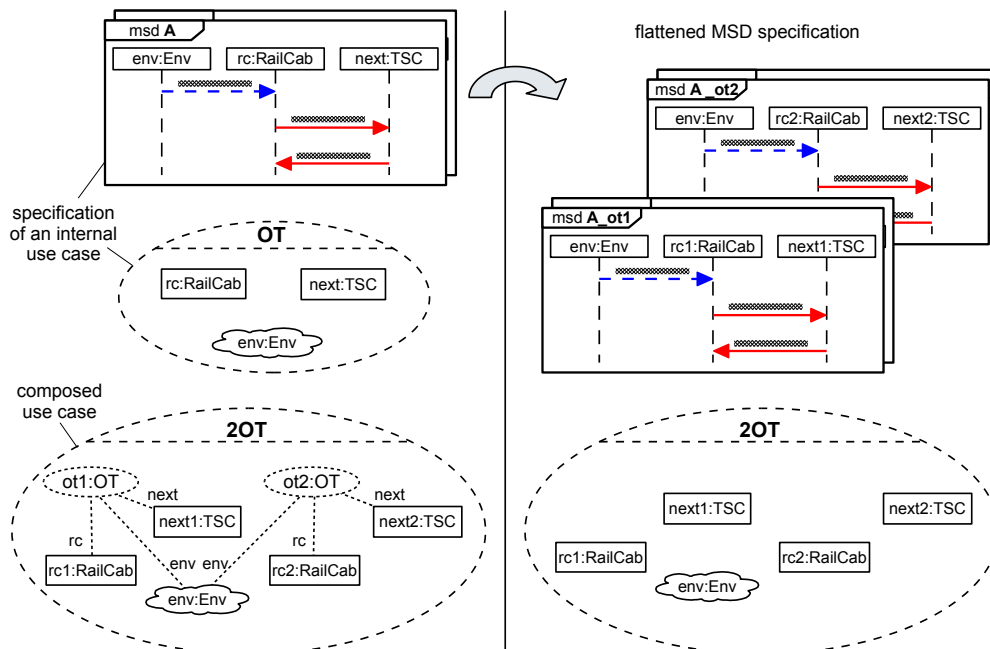 msd A
env:Env
rc:RailCab
next:TSC
specification
of an internal
use case
OT
rc:RailCab
next:TSC
env:Env
composed
use case
2OT
ot1:OT
ot2:OT
next
next
next1:TSC
next2:TSC
rc
rc
env
env
rc1:RailCab
rc2:RailCab
env:Env
flattened MSD specification
msd A _ot2
env:Env
rc2:RailCab
next2:TSC
msd A_ot1
env:Env
rc1:RailCab
next1:TSC
2OT
next1:TSC
next2:TSC
rc1:RailCab
rc2:RailCab
env:Env